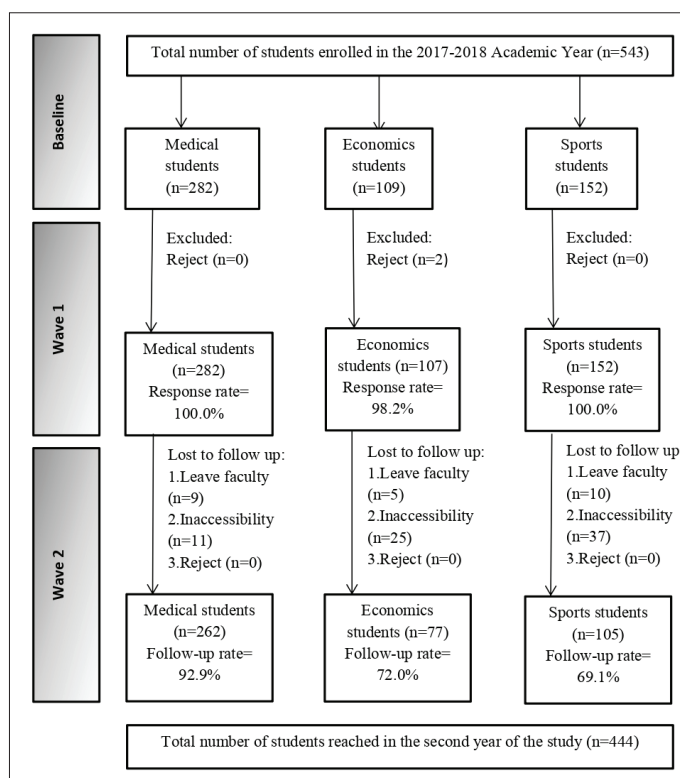 Total number of students enrolled in the 2017-2018 Academic Year (n=543)
Baseline
Medical
students
(n=282)
Economics
students
(n=109)
Sports
students
(n=152)
Wave 1
Excluded:
Reject (n=0)
Excluded:
Reject (n=2)
Excluded:
Reject (n=0)
Medical students
(n=282)
Response rate=
100.0%
Economics
students (n=107)
Response rate=
98.2%
Sports students
(n=152)
Response rate=
100.0%
Wave 2
Lost to follow up:
1.Leave faculty
(n=9)
2.Inaccessibility
(n=11)
3.Reject (n=0)
Lost to follow up:
1.Leave faculty
(n=5)
2.Inaccessibility
(n=25)
3.Reject (n=0)
Lost to follow up:
1.Leave faculty
(n=10)
2.Inaccessibility
(n=37)
3.Reject (n=0)
Medical students
(n=262)
Follow-up rate=
92.9%
Economics
students (n=77)
Follow-up rate=
72.0%
Sports students
(n=105)
Follow-up rate=
69.1%
Total number of students reached in the second year of the study (n=444)